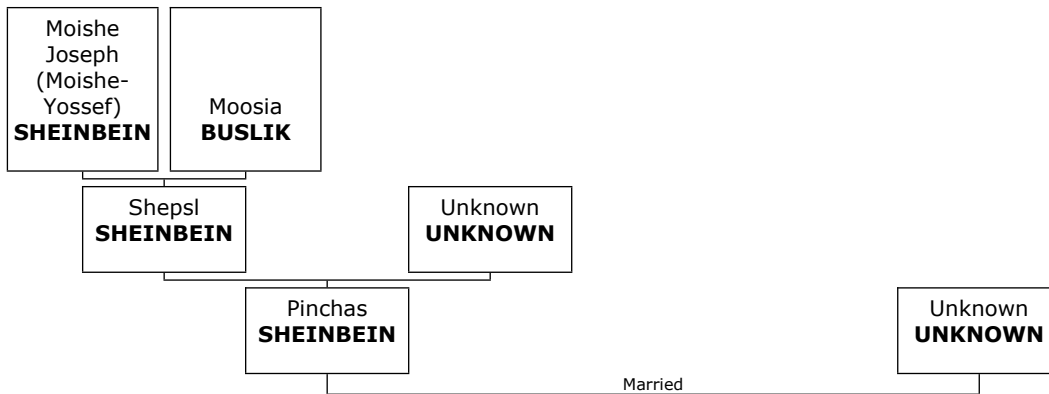 Moishe
Joseph
(Moishe-
Yossef)
SHEINBEIN
Moosia
BUSLIK
Shepsl
SHEINBEIN
Unknown
UNKNOWN
Pinchas
SHEINBEIN
Unknown
UNKNOWN
Married